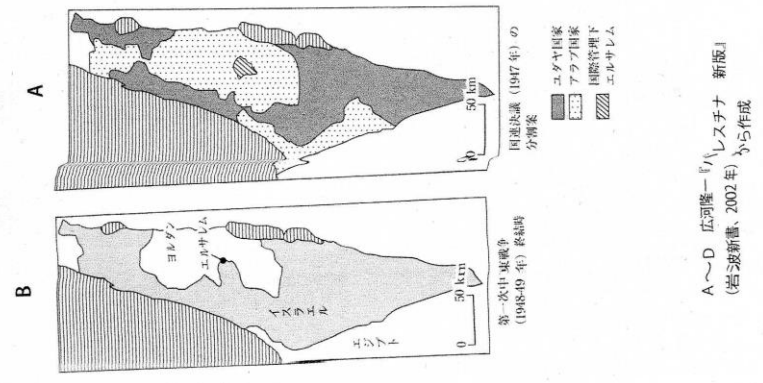 A
国連決議 (1947年) の
分割案
ユダヤ国家
アラブ国家
国際管理下
エルサレム
0
50 km
B
ヨルダン
エルサレム
イスラエル
エジプト
0
50 km
第一次中東戦争
(1948-49 年) 終結時
A〜D 広河隆一『パレスチナ 新版』
(岩波新書、2002年) から作成